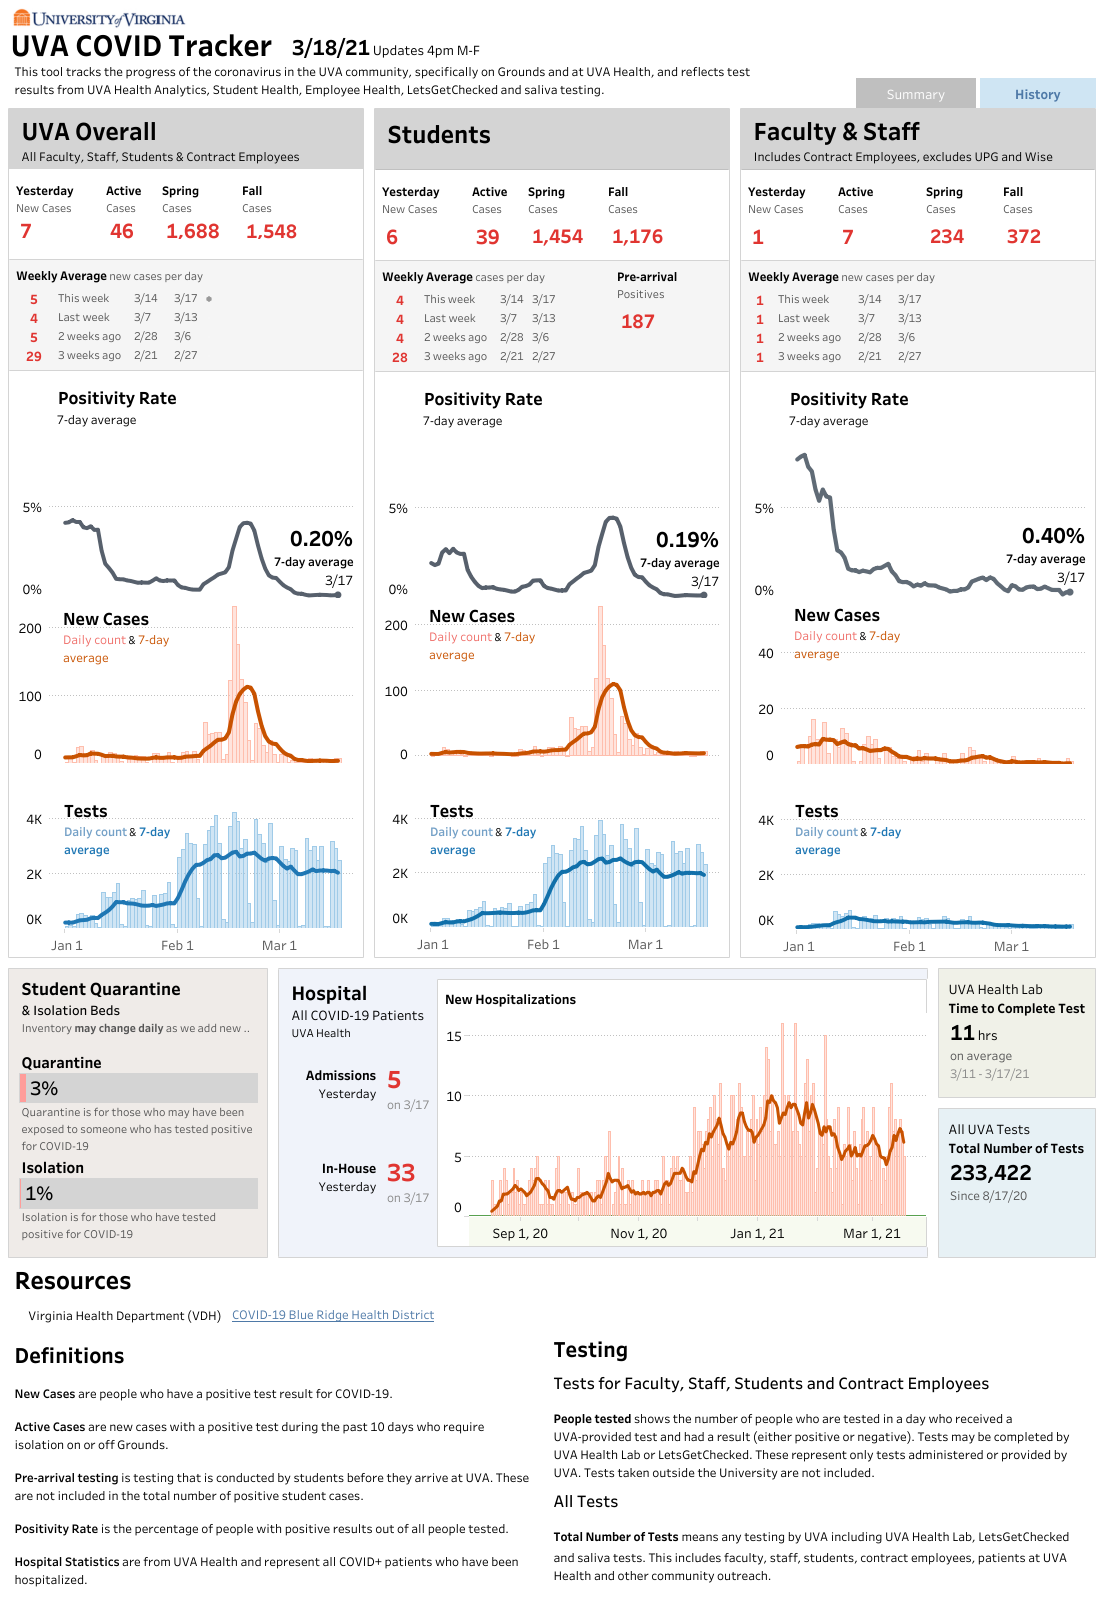 UNIVERSITY of VIRGINIA
UVA COVID Tracker 3/18/21 Updates 4pm M-F
This tool tracks the progress of the coronavirus in the UVA community, specifically on Grounds and at UVA Health, and reflects test
results from UVA Health Analytics, Student Health, Employee Health, LetsGetChecked and saliva testing.
Summary History
UVA Overall
All Faculty, Staff, Students & Contract Employees
Yesterday Active Spring Fall
New Cases Cases Cases Cases
7 46 1,688 1,548
Weekly Average new cases per day
5 This week 3/14 3/17
4 Last week 3/7 3/13
5 2 weeks ago 2/28 3/6
29 3 weeks ago 2/21 2/27
Positivity Rate
7-day average
5%
0.20%
7-day average
3/17
0%
New Cases
200
Daily count & 7-day
average
100
0
Tests
4K
Daily count & 7-day
average
2K
0K
Jan 1 Feb 1 Mar 1
Students
Yesterday Active Spring Fall
New Cases Cases Cases Cases
6 39 1,454 1,176
Weekly Average cases per day
4 This week 3/14 3/17
4 Last week 3/7 3/13
4 2 weeks ago 2/28 3/6
28 3 weeks ago 2/21 2/27
Pre-arrival
Positives
187
Positivity Rate
7-day average
5%
0.19%
7-day average
3/17
0%
New Cases
200
Daily count & 7-day
average
100
0
Tests
4K
Daily count & 7-day
average
2K
0K
Jan 1 Feb 1 Mar 1
Faculty & Staff
Includes Contract Employees, excludes UPG and Wise
Yesterday Active Spring Fall
New Cases Cases Cases Cases
1 7 234 372
Weekly Average new cases per day
1 This week 3/14 3/17
1 Last week 3/7 3/13
1 2 weeks ago 2/28 3/6
1 3 weeks ago 2/21 2/27
Positivity Rate
7-day average
5%
0.40%
7-day average
3/17
0%
New Cases
Daily count & 7-day
average
40
20
0
Tests
4K
Daily count & 7-day
average
2K
0K
Jan 1 Feb 1 Mar 1
Student Quarantine
& Isolation Beds
Inventory may change daily as we add new ..
Quarantine
3%
Quarantine is for those who may have been
exposed to someone who has tested positive
for COVID-19
Isolation
1%
Isolation is for those who have tested
positive for COVID-19
Hospital
All COVID-19 Patients
UVA Health
Admissions 5
Yesterday on 3/17
In-House 33
Yesterday on 3/17
New Hospitalizations
15
10
5
0
Sep 1, 20 Nov 1, 20 Jan 1, 21 Mar 1, 21
UVA Health Lab
Time to Complete Test
11 hrs
on average
3/11 - 3/17/21
All UVA Tests
Total Number of Tests
233,422
Since 8/17/20
Resources
Virginia Health Department (VDH) COVID-19 Blue Ridge Health District
Definitions
New Cases are people who have a positive test result for COVID-19.
Active Cases are new cases with a positive test during the past 10 days who require
isolation on or off Grounds.
Pre-arrival testing is testing that is conducted by students before they arrive at UVA. These
are not included in the total number of positive student cases.
Positivity Rate is the percentage of people with positive results out of all people tested.
Hospital Statistics are from UVA Health and represent all COVID+ patients who have been
hospitalized.
Testing
Tests for Faculty, Staff, Students and Contract Employees
People tested shows the number of people who are tested in a day who received a
UVA-provided test and had a result (either positive or negative). Tests may be completed by
UVA Health Lab or LetsGetChecked. These represent only tests administered or provided by
UVA. Tests taken outside the University are not included.
All Tests
Total Number of Tests means any testing by UVA including UVA Health Lab, LetsGetChecked
and saliva tests. This includes faculty, staff, students, contract employees, patients at UVA
Health and other community outreach.